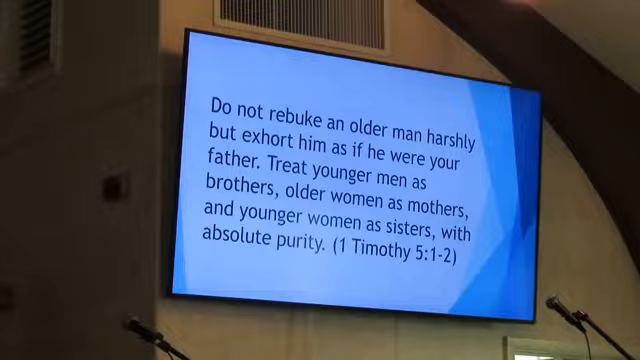 Do not rebuke an older man harshly
but exhort him as if he were your
father. Treat younger men as
brothers, older women as mothers,
and younger women as sisters, with
absolute purity. (1 Timothy 5:1-2)